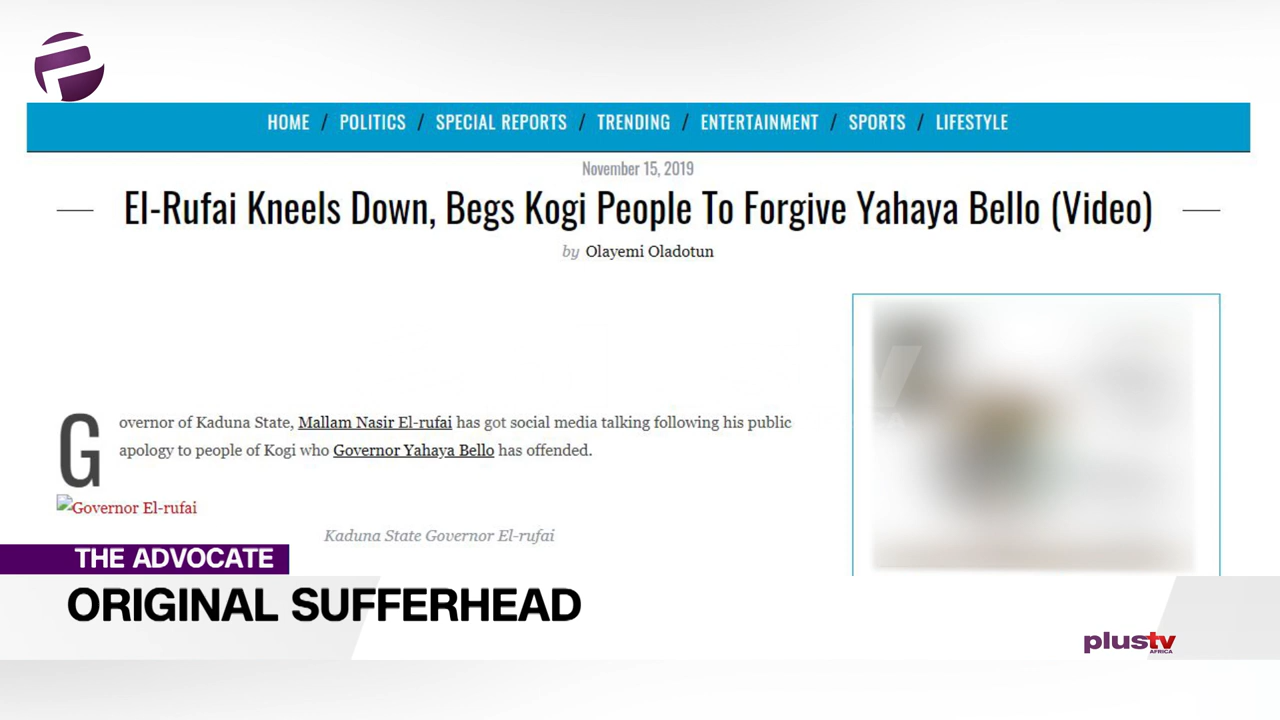 HOME / POLITICS / SPECIAL REPORTS / TRENDING / ENTERTAINMENT / SPORTS / LIFESTYLE
November 15, 2019
El-Rufai Kneels Down, Begs Kogi People To Forgive Yahaya Bello (Video)
by Olayemi Oladotun
Governor of Kaduna State, Mallam Nasir El-rufai has got social media talking following his public
apology to people of Kogi who Governor Yahaya Bello has offended.
Governor El-rufai
Kaduna State Governor El-rufai
THE ADVOCATE
ORIGINAL SUFFERHEAD
plustv
AFRICA